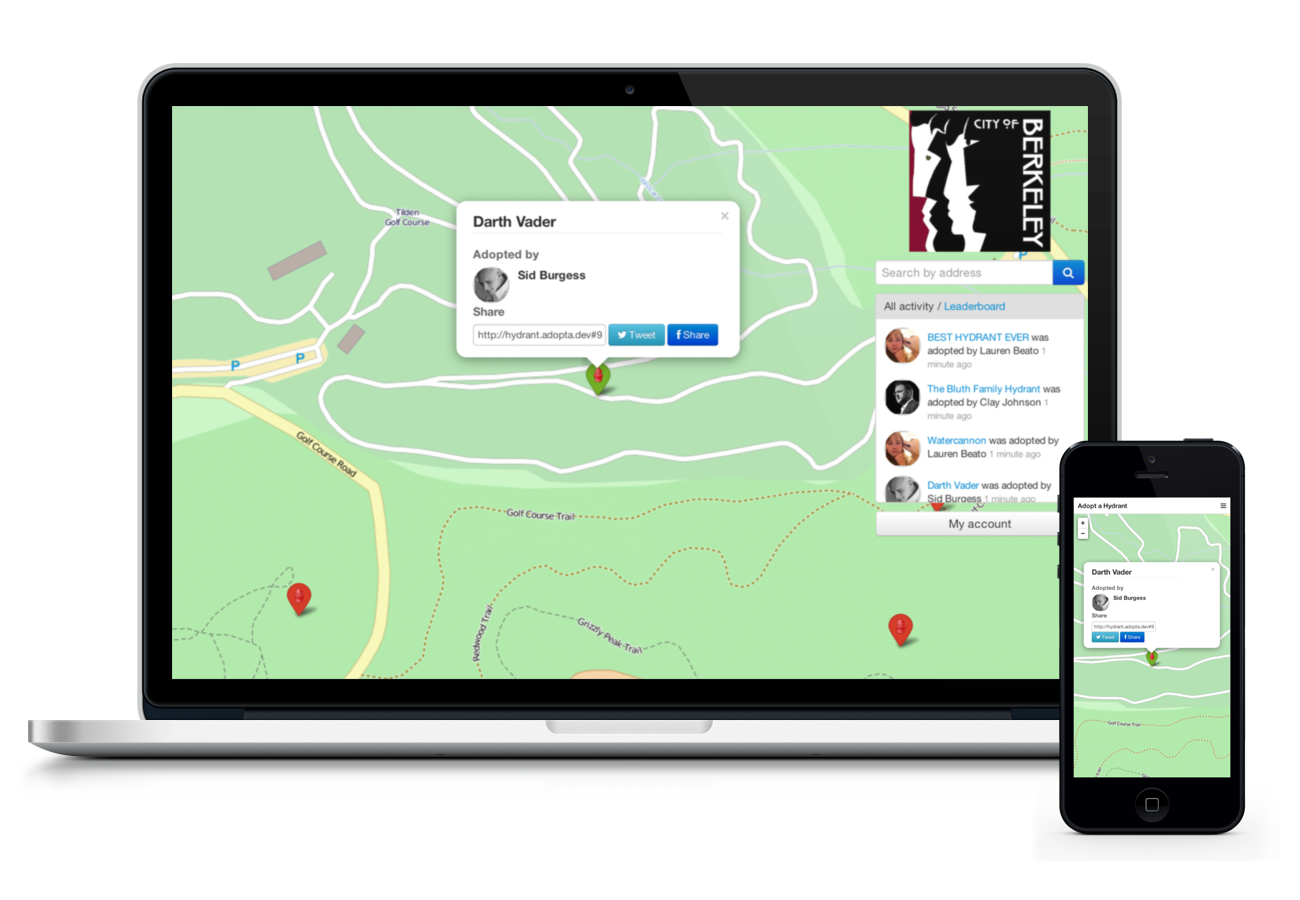 CITY OF
BERKELEY
Tilden
Golf Course
P
P
P
Golf Course Road
Golf Course Trail
Redwood Trail
Grizzly Peak Trail
Darth Vader
×
Adopted by
Sid Burgess
Share
http://hydrant.adopta.dev#9
Tweet
f Share
Search by address
All activity / Leaderboard
BEST HYDRANT EVER was
adopted by Lauren Beato 1
minute ago
The Bluth Family Hydrant was
adopted by Clay Johnson 1
minute ago
Watercannon was adopted by
Lauren Beato 1 minute ago
Darth Vader was adopted by
Sid Burgess 1 minute ago
My account
Adopt a Hydrant
+
-
Darth Vader
×
Adopted by
Sid Burgess
Share
http://hydrant.adopta.dev#9
Tweet
f Share
Golf Course Trail